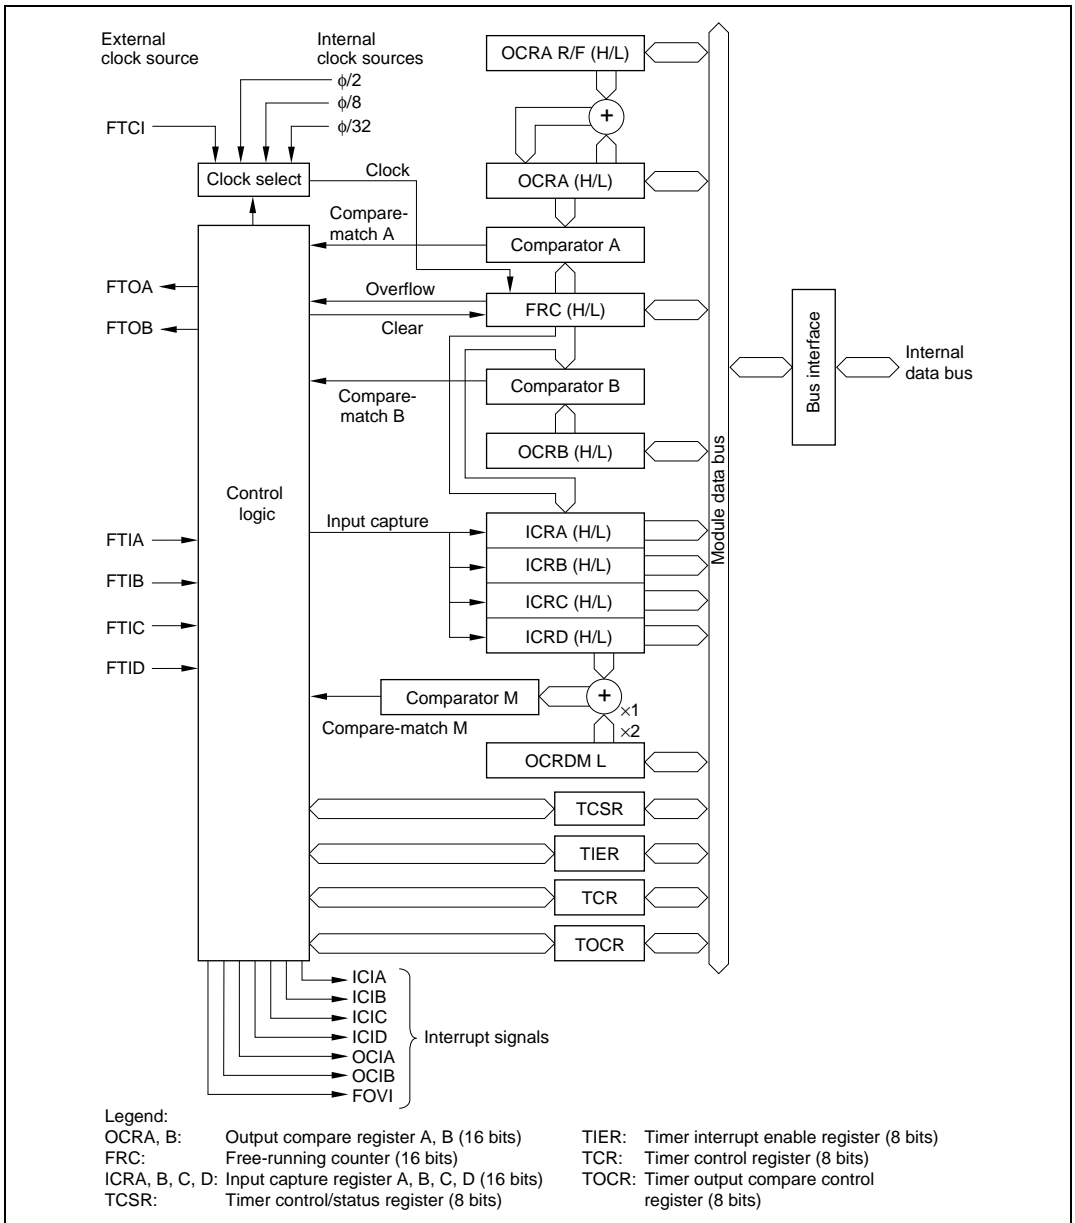 External
clock source
Internal
clock sources
ϕ/2
ϕ/8
ϕ/32
FTCI
Clock select
Clock
OCRA R/F (H/L)
+
OCRA (H/L)
Compare-
match A
Comparator A
FTOA
FTOB
Overflow
Clear
FRC (H/L)
Compare-
match B
Comparator B
OCRB (H/L)
Control
logic
Module data bus
Bus interface
Internal
data bus
FTIA
FTIB
FTIC
FTID
Input capture
ICRA (H/L)
ICRB (H/L)
ICRC (H/L)
ICRD (H/L)
+
×1
×2
Comparator M
Compare-match M
OCRDM L
TCSR
TIER
TCR
TOCR
ICIA
ICIB
ICIC
ICID
OCIA
OCIB
FOVI
Interrupt signals
Legend:
OCRA, B: Output compare register A, B (16 bits)
FRC: Free-running counter (16 bits)
ICRA, B, C, D: Input capture register A, B, C, D (16 bits)
TCSR: Timer control/status register (8 bits)
TIER: Timer interrupt enable register (8 bits)
TCR: Timer control register (8 bits)
TOCR: Timer output compare control
register (8 bits)